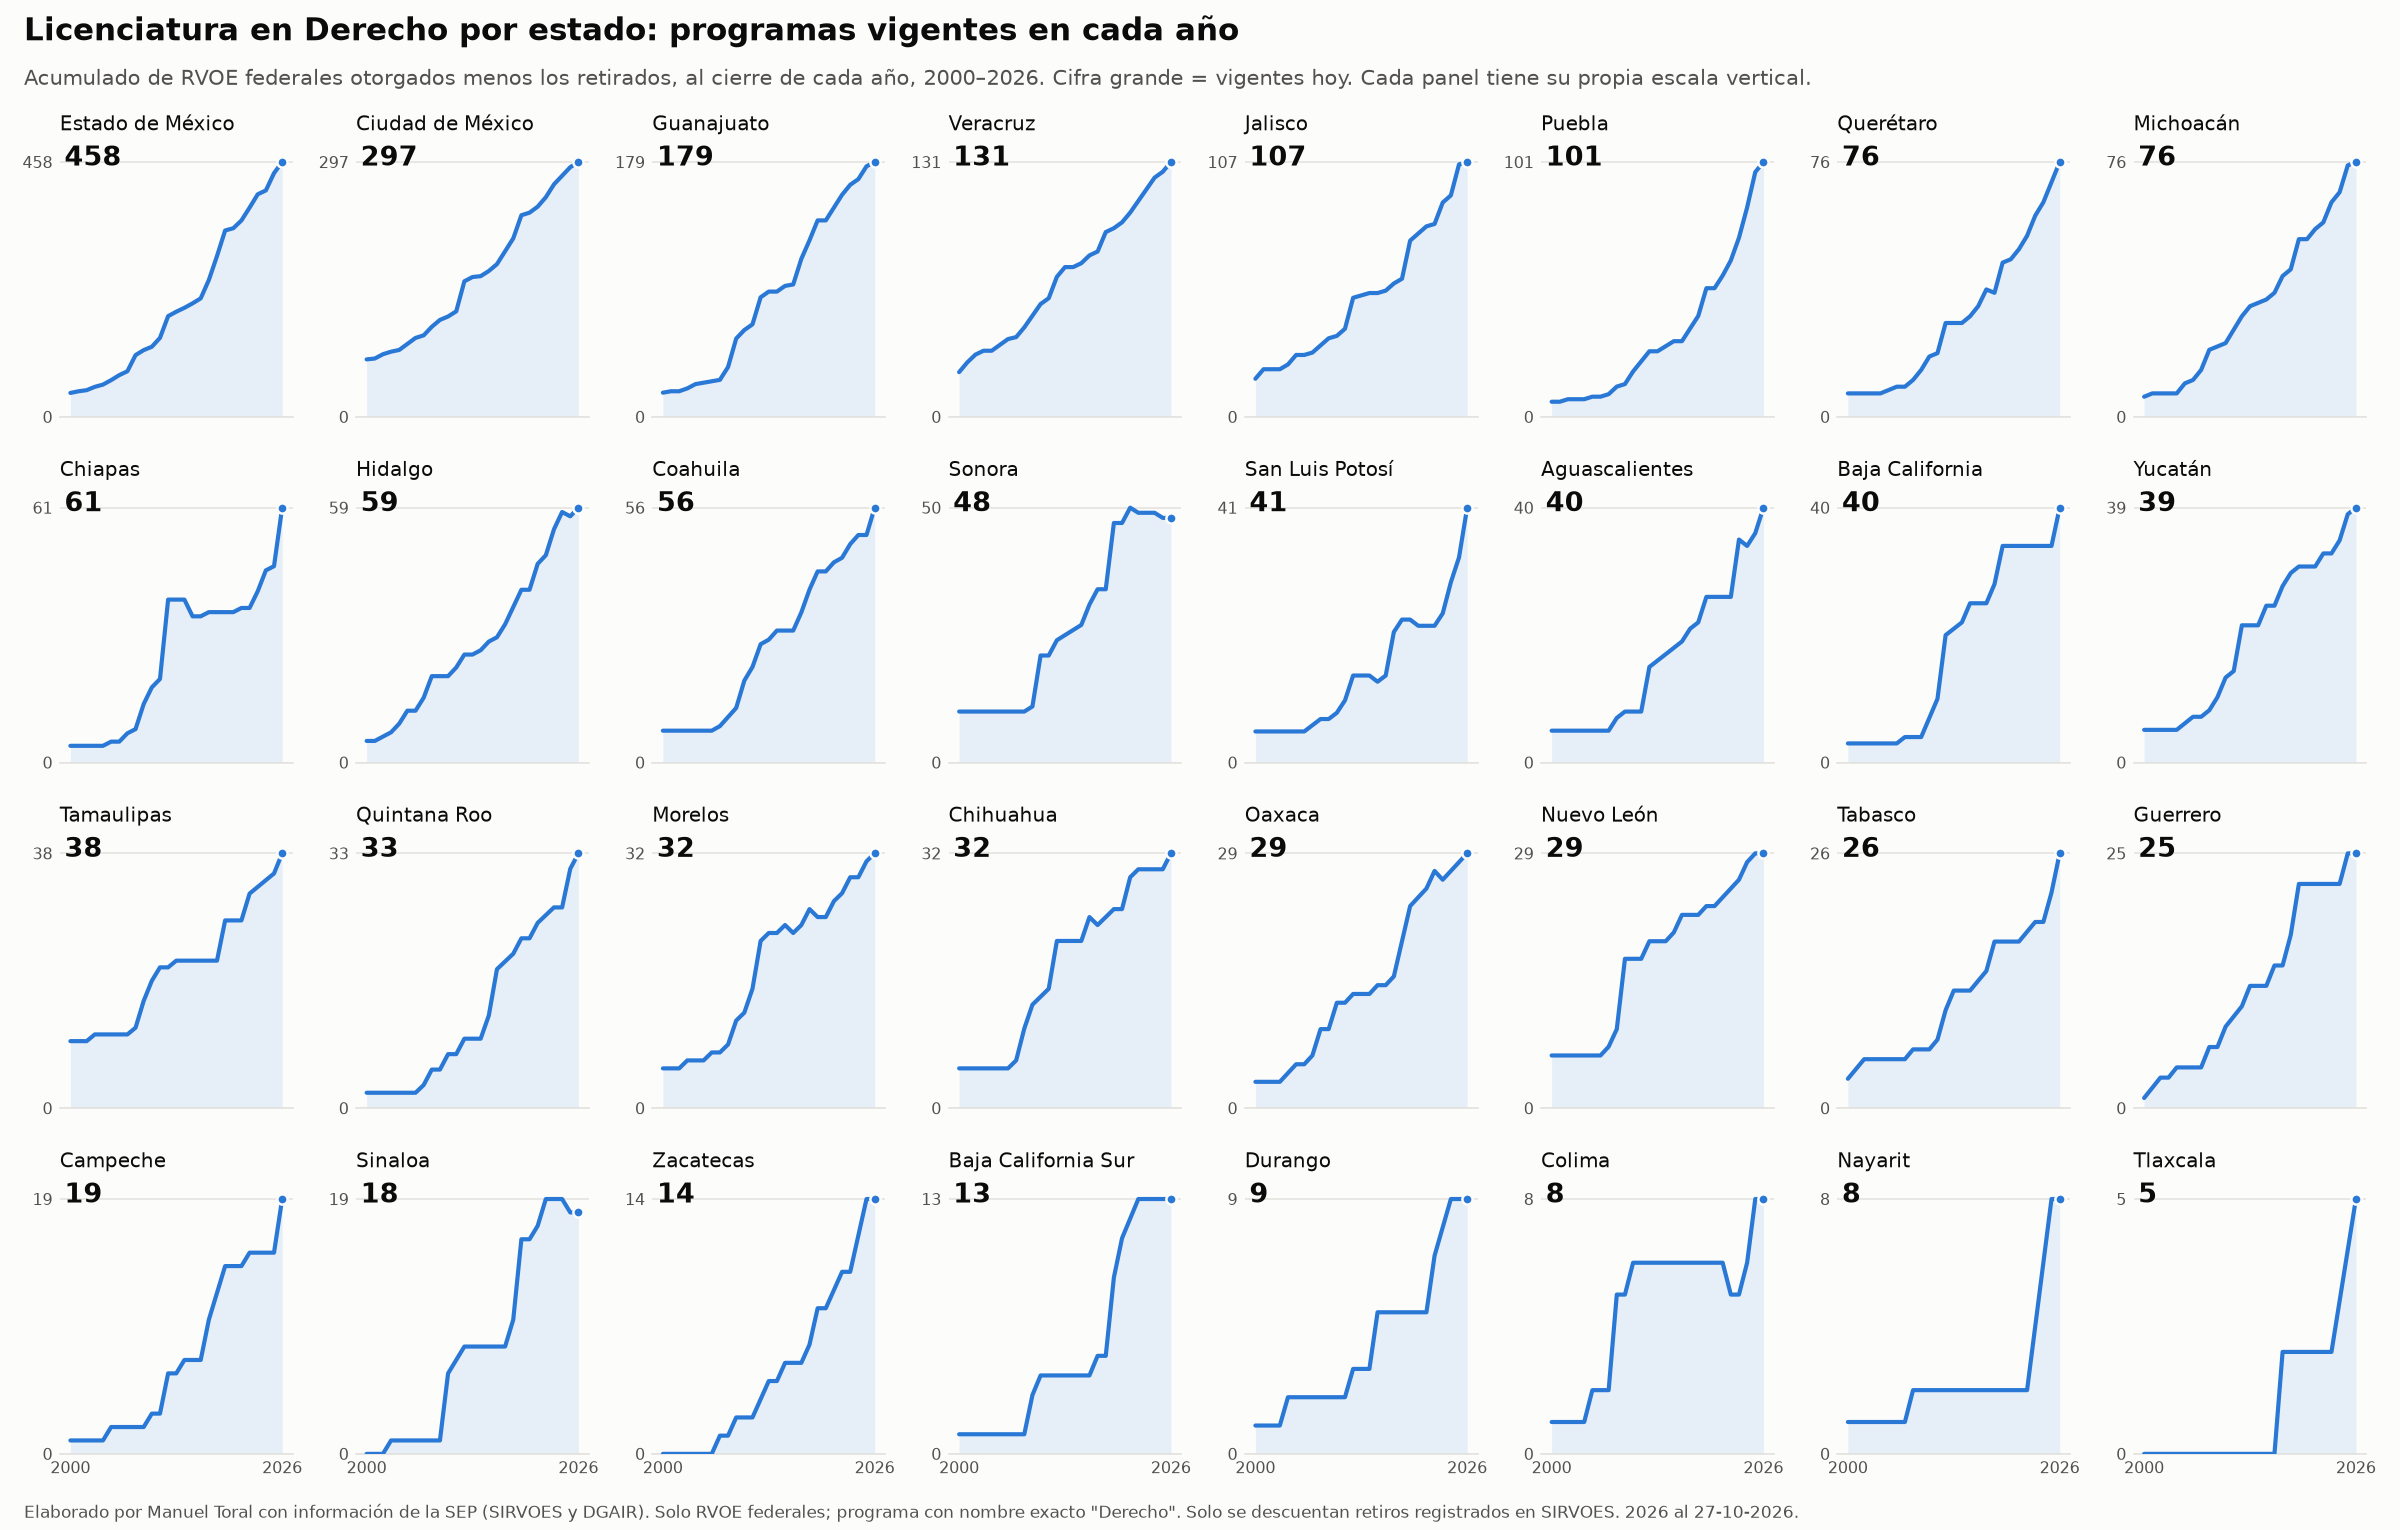 Licenciatura en Derecho por estado: programas vigentes en cada año
Acumulado de RVOE federales otorgados menos los retirados, al cierre de cada año, 2000–2026. Cifra grande = vigentes hoy. Cada panel tiene su propia escala vertical.
Estado de México Ciudad de México Guanajuato Veracruz Jalisco Puebla Querétaro Michoacán
458 458 297 297 179 179 131 131 107 107 101 101 76 76 76 76
0 0 0 0 0 0 0 0
Chiapas Hidalgo Coahuila Sonora San Luis Potosí Aguascalientes Baja California Yucatán
61 61 59 59 56 56 50 48 41 41 40 40 40 40 39 39
0 0 0 0 0 0 0 0
Tamaulipas Quintana Roo Morelos Chihuahua Oaxaca Nuevo León Tabasco Guerrero
38 38 33 33 32 32 32 32 29 29 29 29 26 26 25 25
0 0 0 0 0 0 0 0
Campeche Sinaloa Zacatecas Baja California Sur Durango Colima Nayarit Tlaxcala
19 19 19 18 14 14 13 13 9 9 8 8 8 8 5 5
0 0 0 0 0 0 0 0
2000 2026 2000 2026 2000 2026 2000 2026 2000 2026 2000 2026 2000 2026 2000 2026
Elaborado por Manuel Toral con información de la SEP (SIRVOES y DGAIR). Solo RVOE federales; programa con nombre exacto "Derecho". Solo se descuentan retiros registrados en SIRVOES. 2026 al 27-10-2026.